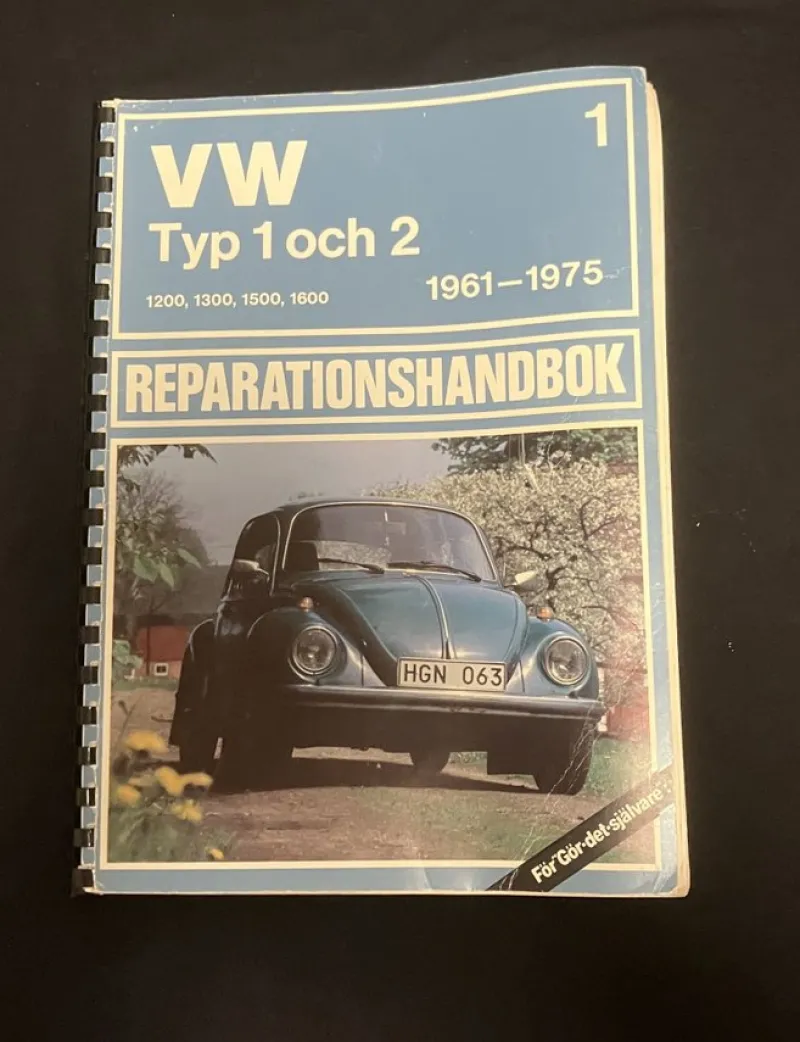 1
VW
Typ 1 och 2
1200, 1300, 1500, 1600
1961–1975
REPARATIONSHANDBOK
HGN 063
För "Gör-det-självare"